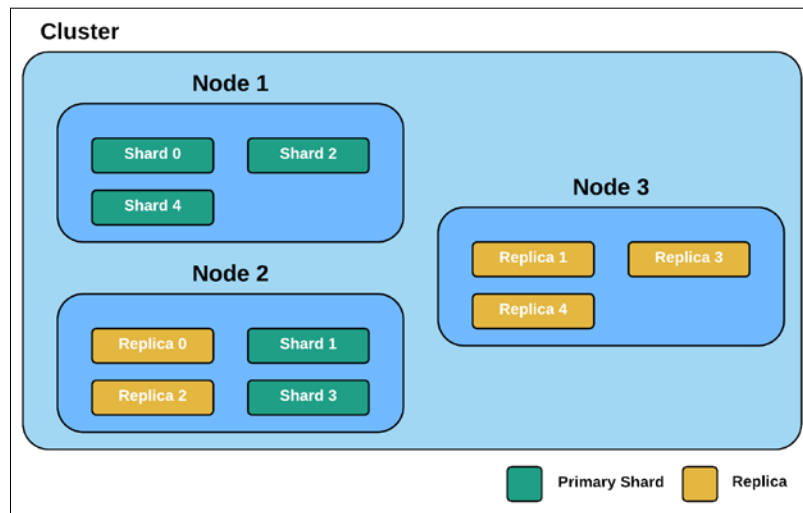 Cluster
Node 1
Shard 0
Shard 2
Shard 4
Node 2
Replica 0
Shard 1
Replica 2
Shard 3
Node 3
Replica 1
Replica 3
Replica 4
Primary Shard
Replica